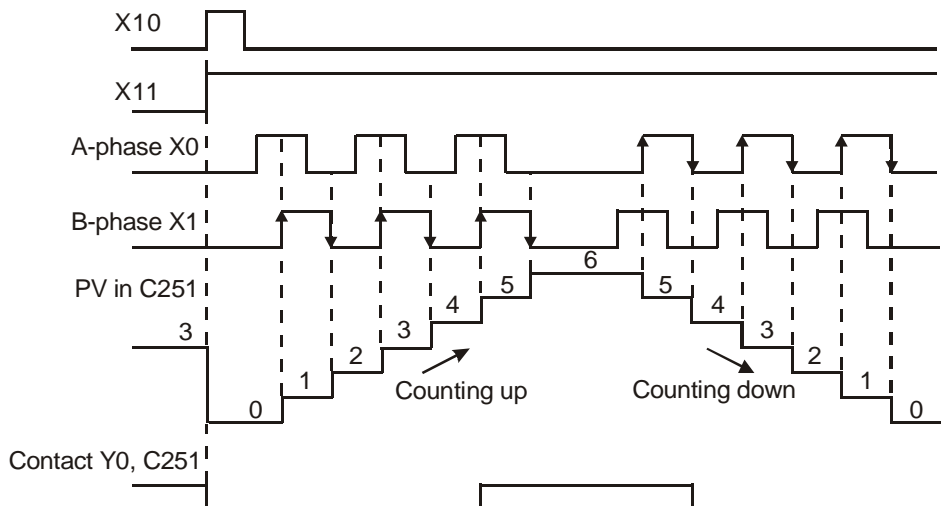 X10
X11
A-phase X0
B-phase X1
PV in C251
3
0
1
2
3
4
5
6
5
4
3
2
1
0
Counting up
Counting down
Contact Y0, C251